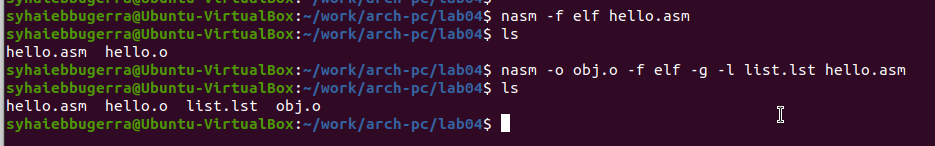 syhaiebbugerra@Ubuntu-VirtualBox:~/work/arch-pc/lab04$ nasm -f elf hello.asm
syhaiebbugerra@Ubuntu-VirtualBox:~/work/arch-pc/lab04$ ls
hello.asm  hello.o
syhaiebbugerra@Ubuntu-VirtualBox:~/work/arch-pc/lab04$ nasm -o obj.o -f elf -g -l list.lst hello.asm
syhaiebbugerra@Ubuntu-VirtualBox:~/work/arch-pc/lab04$ ls
hello.asm  hello.o  list.lst  obj.o
syhaiebbugerra@Ubuntu-VirtualBox:~/work/arch-pc/lab04$